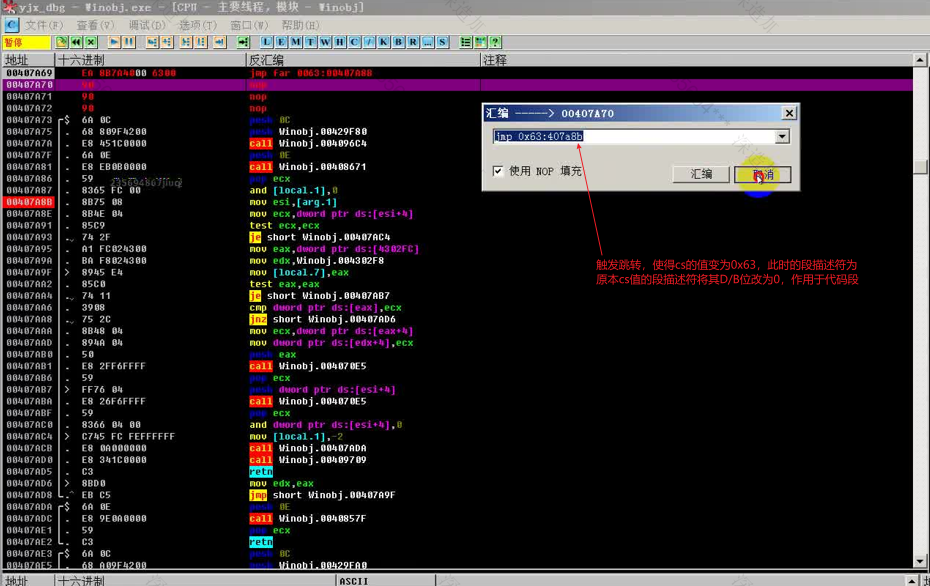 yjx_dbg - Winobj.exe - [CPU - 主要线程，模块 - Winobj]
C 文件(F) 查看(V) 调试(D) 选项(T) 窗口(W) 帮助(H)
暂停 L E M T W H C / K B R ... S ?
地址 十六进制 反汇编 注释
00407A69 EA 8B7A4000 6300 jmp far 0063:00407A8B
00407A70 90 nop
00407A71 90 nop
00407A72 90 nop
00407A73 $ 6A 0C push 0C
00407A75 . 68 809F4200 push Winobj.00429F80
00407A7A . E8 451C0000 call Winobj.004096C4
00407A7F . 6A 0E push 0E
00407A81 . E8 EB0B0000 call Winobj.00408671
00407A86 . 59 pop ecx
00407A87 . 8365 FC 00 and [local.1],0
00407A8B . 8B75 08 mov esi,[arg.1]
00407A8E . 8B4E 04 mov ecx,dword ptr ds:[esi+4]
00407A91 . 85C9 test ecx,ecx
00407A93 . 74 2F je short Winobj.00407AC4
00407A95 . A1 FC024300 mov eax,dword ptr ds:[4302FC]
00407A9A . BA F8024300 mov edx,Winobj.004302F8
00407A9F > 8945 E4 mov [local.7],eax
00407AA2 . 85C0 test eax,eax
00407AA4 . 74 11 je short Winobj.00407AB7
00407AA6 . 3908 cmp dword ptr ds:[eax],ecx
00407AA8 . 75 2C jnz short Winobj.00407AD6
00407AAA . 8B48 04 mov ecx,dword ptr ds:[eax+4]
00407AAD . 894A 04 mov dword ptr ds:[edx+4],ecx
00407AB0 . 50 push eax
00407AB1 . E8 2FF6FFFF call Winobj.004070E5
00407AB6 . 59 pop ecx
00407AB7 > FF76 04 push dword ptr ds:[esi+4]
00407ABA . E8 26F6FFFF call Winobj.004070E5
00407ABF . 59 pop ecx
00407AC0 . 8366 04 00 and dword ptr ds:[esi+4],0
00407AC4 > C745 FC FEFFFFFF mov [local.1],-2
00407ACB . E8 0A000000 call Winobj.00407ADA
00407AD0 . E8 341C0000 call Winobj.00409709
00407AD5 . C3 retn
00407AD6 > 8BD0 mov edx,eax
00407AD8 .^ EB C5 jmp short Winobj.00407A9F
00407ADA $ 6A 0E push 0E
00407ADC . E8 9E0A0000 call Winobj.0040857F
00407AE1 . 59 pop ecx
00407AE2 . C3 retn
00407AE3 $ 6A 0C push 0C
00407AE5 . 68 A09F4200 push Winobj.00429FA0
地址 十六进制 ASCII
汇编 -----> 00407A70
jmp 0x63:407a8b
使用 NOP 填充 汇编 取消
触发跳转，使得cs的值变为0x63，此时的段描述符为
原本cs值的段描述符将其D/B位改为0，作用于代码段